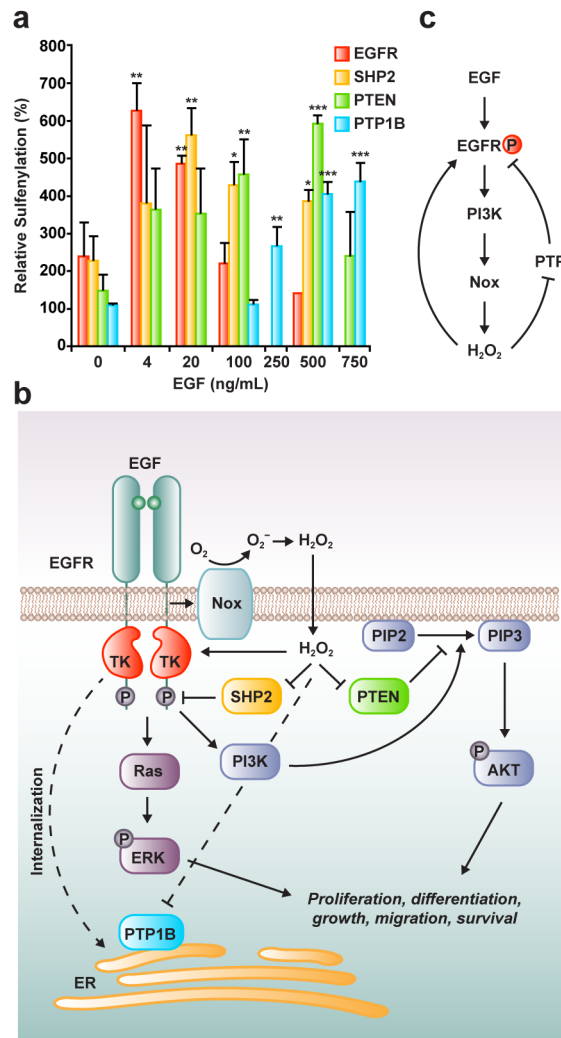 a
Relative Sulfenylation (%)
800
700
600
500
400
300
200
100
0
EGFR
SHP2
PTEN
PTP1B
**
**
**
*
**
**
*
***
***
***
0 4 20 100 250 500 750
EGF (ng/mL)
c
EGF
EGFR P
PI3K
Nox
H₂O₂
PTP
b
EGF
EGFR
O₂ O₂⁻ H₂O₂
Nox
TK TK
H₂O₂
PIP2 PIP3
P P
SHP2
PTEN
Ras
PI3K
P
AKT
P
ERK
Internalization
Proliferation, differentiation,
growth, migration, survival
PTP1B
ER